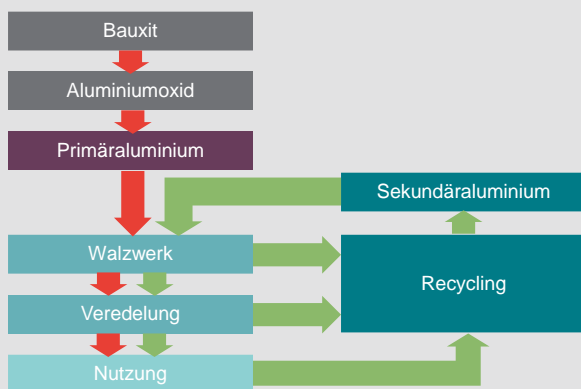 Bauxit
Aluminiumoxid
Primäraluminium
Sekundäraluminium
Walzwerk
Recycling
Veredelung
Nutzung